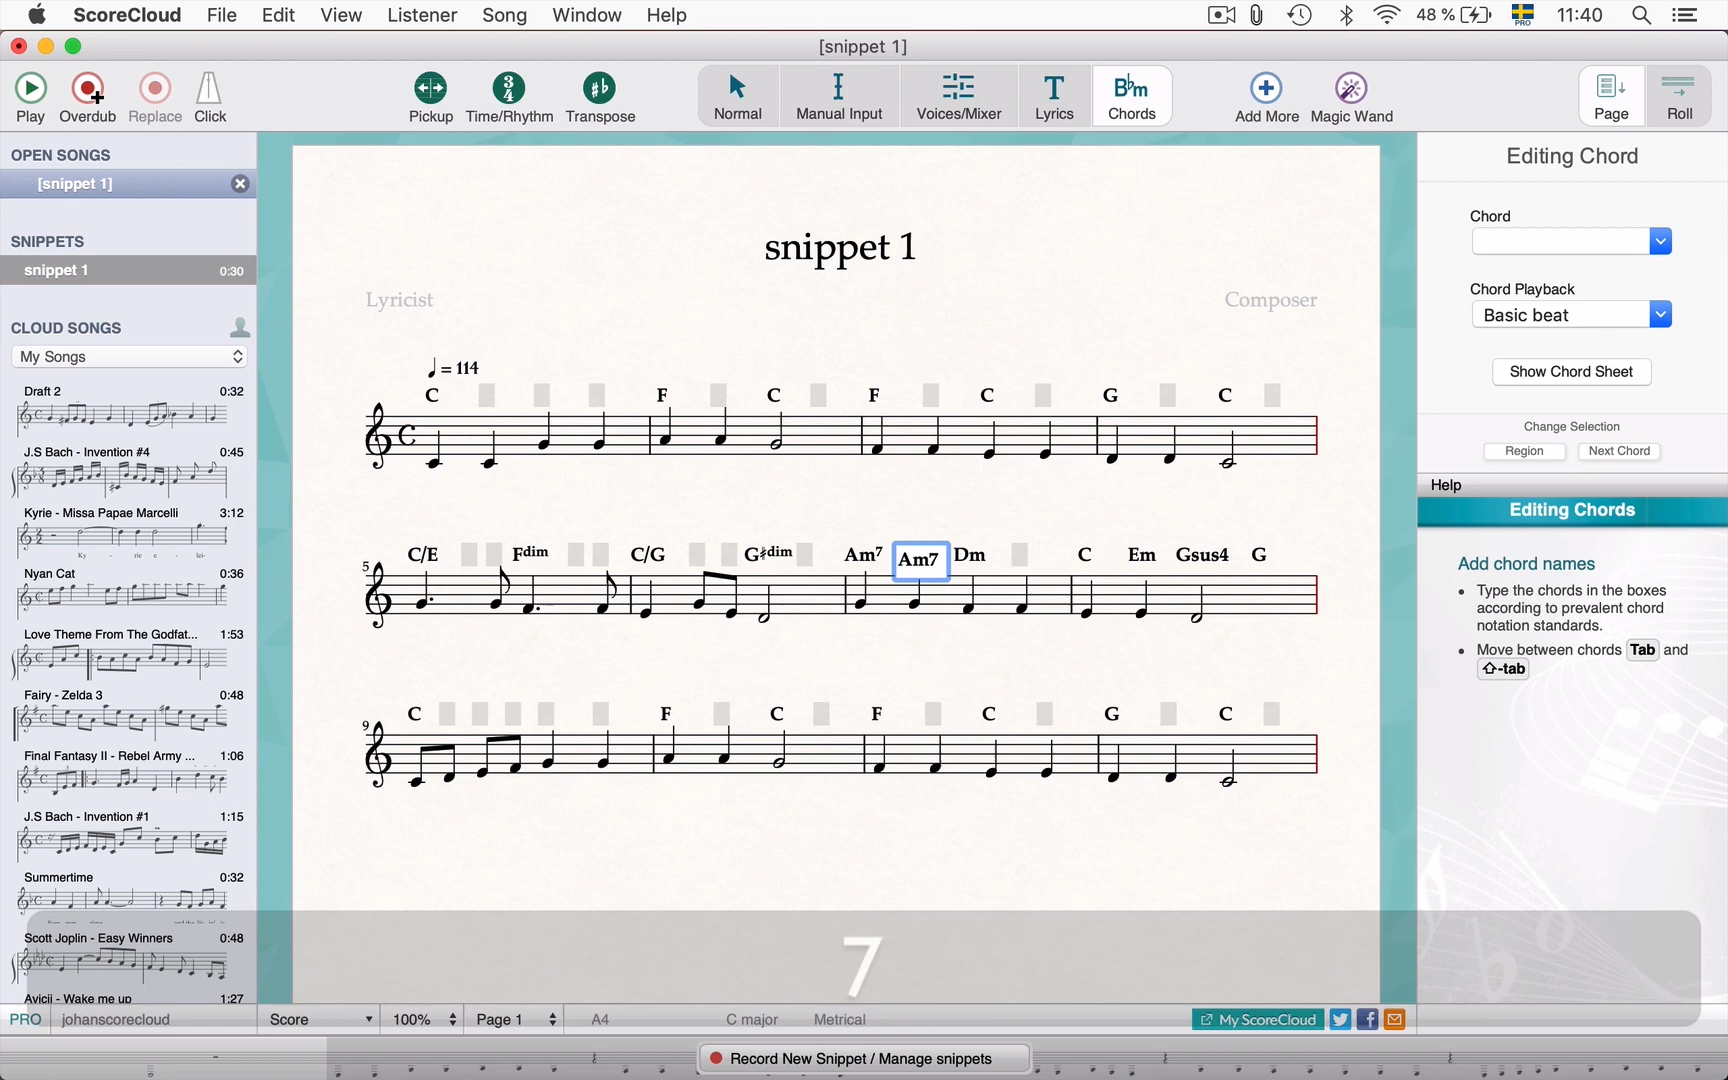 ScoreCloud File Edit View Listener Song Window Help 48 % PRO 11:40
[snippet 1]
Play Overdub Replace Click Pickup Time/Rhythm Transpose Normal Manual Input Voices/Mixer Lyrics Chords Add More Magic Wand Page Roll
3
4
♯♭
T
B♭m
OPEN SONGS
[snippet 1]
SNIPPETS
snippet 1 0:30
CLOUD SONGS
My Songs
Draft 2 0:32
J.S Bach - Invention #4 0:45
Kyrie - Missa Papae Marcelli 3:12
Ky - rie e - lei-
Nyan Cat 0:36
Love Theme From The Godfat... 1:53
Fairy - Zelda 3 0:48
Final Fantasy II - Rebel Army ... 1:06
J.S Bach - Invention #1 1:15
Summertime 0:32
Scott Joplin - Easy Winners 0:48
Avicii - Wake me up 1:27
snippet 1
Lyricist Composer
♩ = 114
C F C F C G C
C/E Fdim C/G G♯dim Am7 Am7 Dm C Em Gsus4 G
5
C F C F C G C
9
7
Editing Chord
Chord
Chord Playback
Basic beat
Show Chord Sheet
Change Selection
Region Next Chord
Help
Editing Chords
Add chord names
• Type the chords in the boxes
according to prevalent chord
notation standards.
• Move between chords Tab and
⇧-tab
PRO johanscorecloud Score 100% Page 1 A4 C major Metrical My ScoreCloud
Record New Snippet / Manage snippets